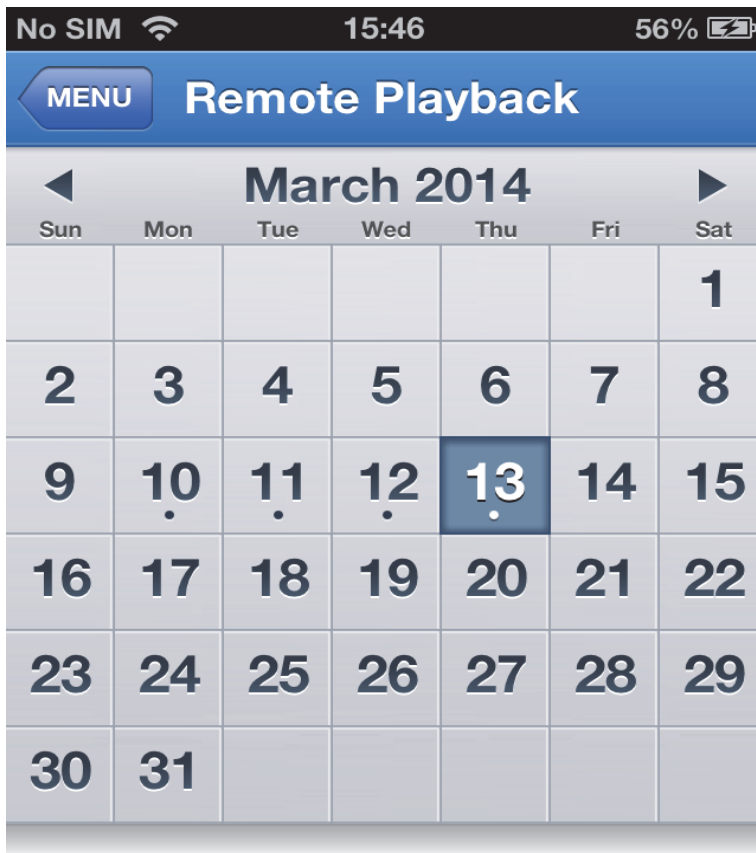 No SIM 15:46 56%
MENU Remote Playback
March 2014
Sun Mon Tue Wed Thu Fri Sat
1
2 3 4 5 6 7 8
9 10 11 12 13 14 15
16 17 18 19 20 21 22
23 24 25 26 27 28 29
30 31